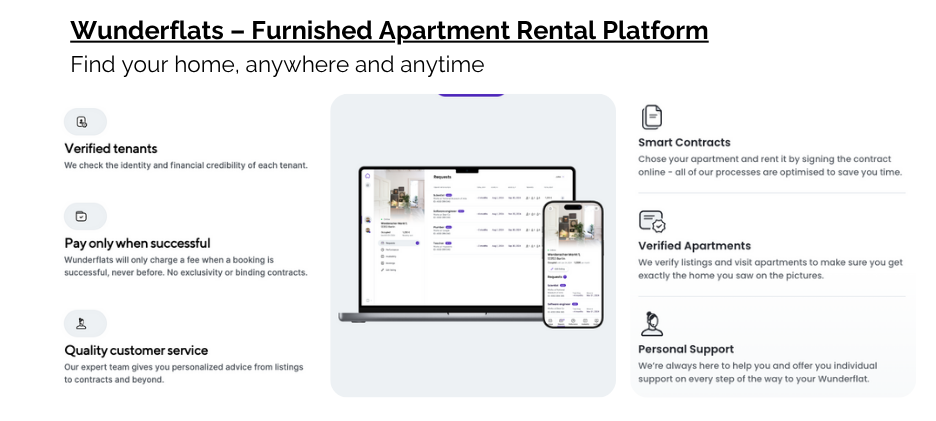 Wunderflats – Furnished Apartment Rental Platform
Find your home, anywhere and anytime
Verified tenants
We check the identity and financial credibility of each tenant.
Pay only when successful
Wunderflats will only charge a fee when a booking is
successful, never before. No exclusivity or binding contracts.
Quality customer service
Our expert team gives you personalized advice from listings
to contracts and beyond.
Requests
Requests
Smart Contracts
Chose your apartment and rent it by signing the contract
online - all of our processes are optimised to save you time.
Verified Apartments
We verify listings and visit apartments to make sure you get
exactly the home you saw on the pictures.
Personal Support
We're always here to help you and offer you individual
support on every step of the way to your Wunderflat.